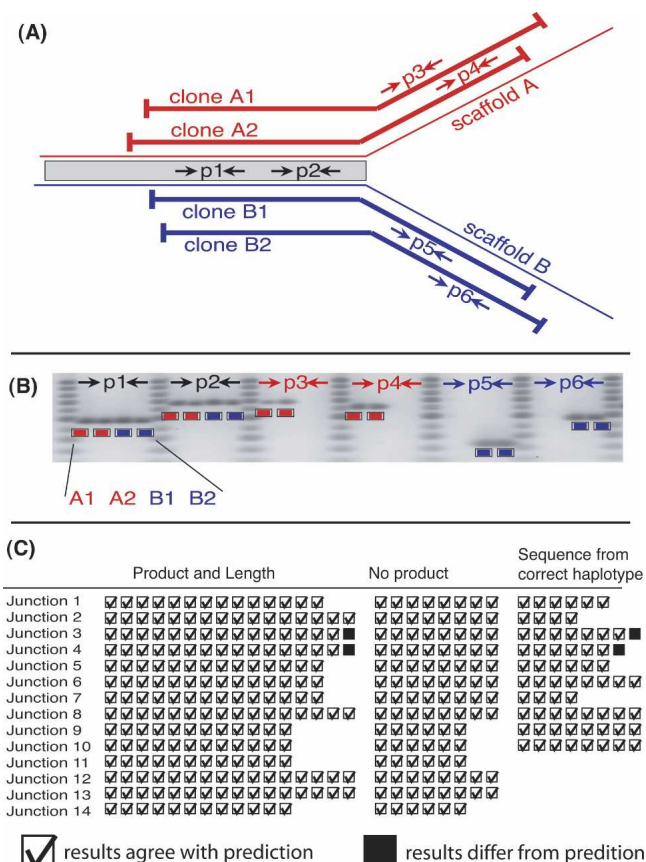 (A)
p3
p4
clone A1
scaffold A
clone A2
p1 p2
clone B1
scaffold B
clone B2
p5
p6
(B)
p1 p2 p3 p4 p5 p6
A1 A2 B1 B2
(C)
Product and Length No product Sequence from correct haplotype
Junction 1
Junction 2
Junction 3
Junction 4
Junction 5
Junction 6
Junction 7
Junction 8
Junction 9
Junction 10
Junction 11
Junction 12
Junction 13
Junction 14
results agree with prediction results differ from predition